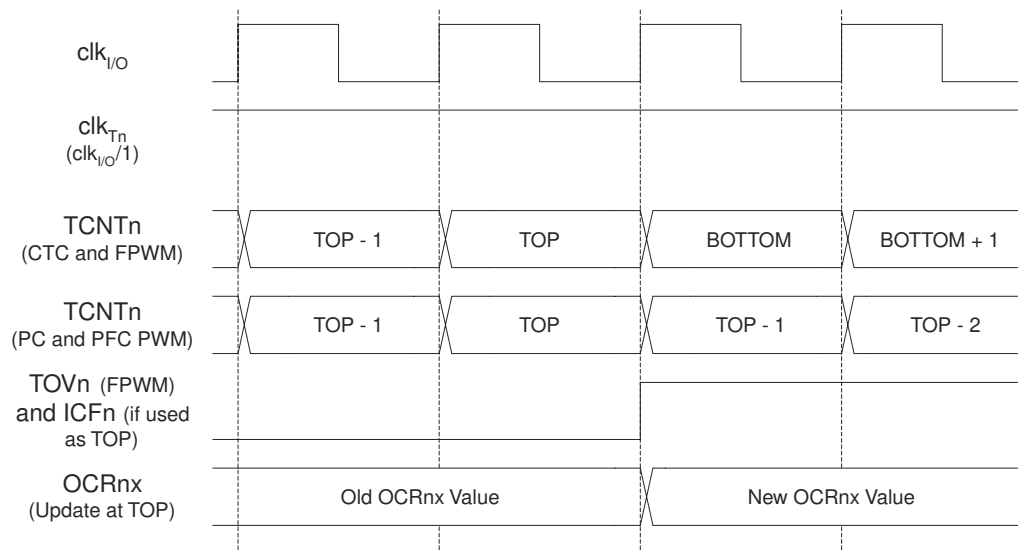 clkI/O
clkTn
(clkI/O/1)
TCNTn
(CTC and FPWM)
TOP - 1
TOP
BOTTOM
BOTTOM + 1
TCNTn
(PC and PFC PWM)
TOP - 1
TOP
TOP - 1
TOP - 2
TOVn (FPWM)
and ICFn (if used
as TOP)
OCRnx
(Update at TOP)
Old OCRnx Value
New OCRnx Value